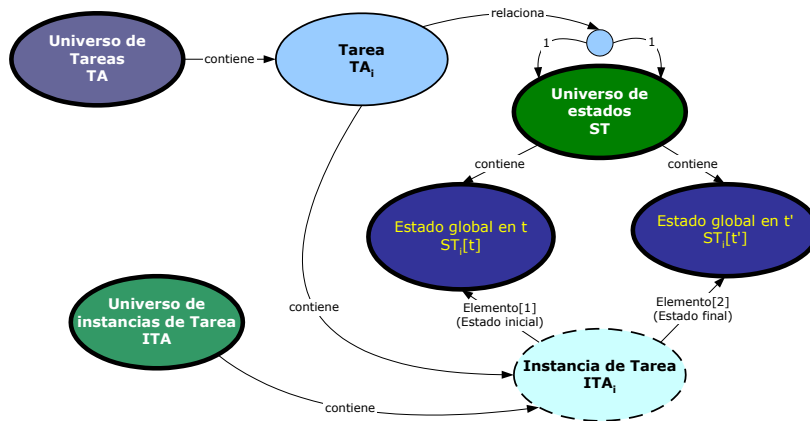 relaciona
Universo de
Tareas
TA
contiene
Tarea
TAi
1
1
Universo de
estados
ST
contiene
contiene
Estado global en t
STi[t]
Estado global en t'
STi[t']
Universo de
instancias de Tarea
ITA
contiene
Elemento[1]
(Estado inicial)
Elemento[2]
(Estado final)
Instancia de Tarea
ITAi
contiene